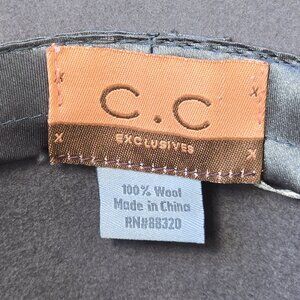 C.C
EXCLUSIVES
100% Wool
Made in China
RN#88320